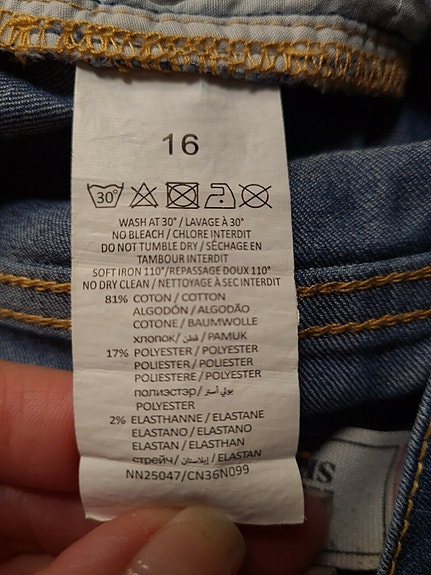 16
30°
WASH AT 30° / LAVAGE À 30°
NO BLEACH / CHLORE INTERDIT
DO NOT TUMBLE DRY / SÉCHAGE EN
TAMBOUR INTERDIT
SOFT IRON 110°/REPASSAGE DOUX 110°
NO DRY CLEAN / NETTOYAGE À SEC INTERDIT
81% COTON / COTTON
ALGODÓN / ALGODÃO
COTONE / BAUMWOLLE
хлопок / قطن / PAMUK
17% POLYESTER / POLYESTER
POLIESTER / POLIESTER
POLIESTERE / POLYESTER
полиэстэр / بولي أستر
POLYESTER
2% ELASTHANNE / ELASTANE
ELASTANO / ELASTANO
ELASTAN / ELASTHAN
стрейч / إيلاستان / ELASTAN
NN25047/CN36N099